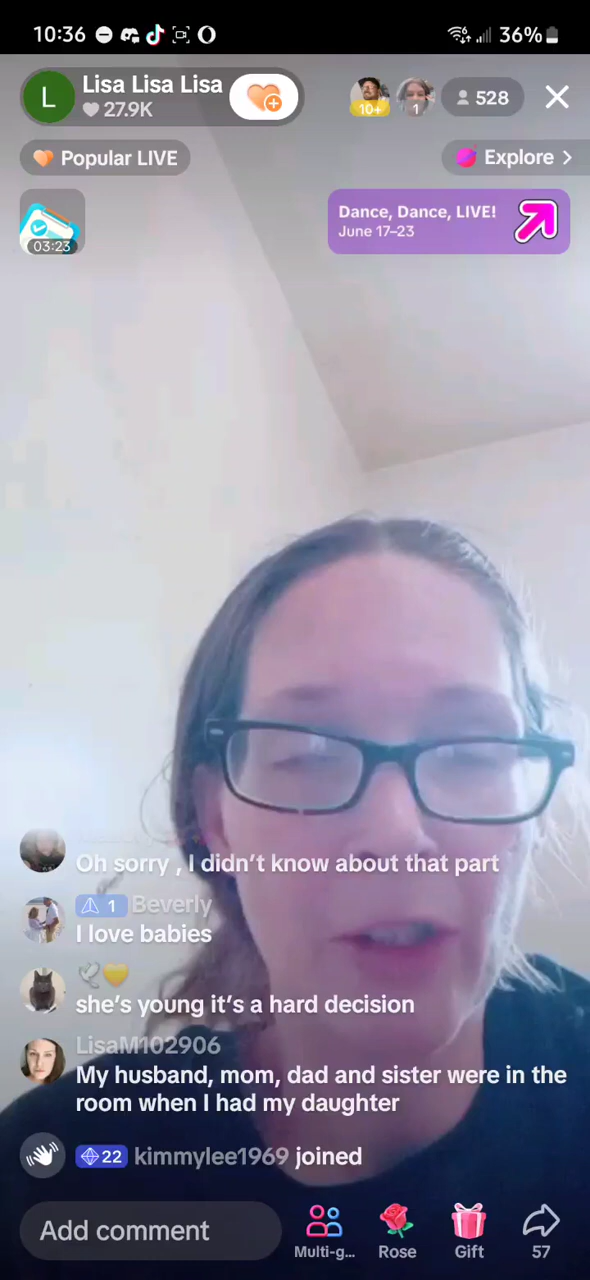 10:36
36%
L
Lisa Lisa Lisa
27.9K
10+
1
528
Popular LIVE
Explore
03:23
Dance, Dance, LIVE!
June 17–23
Oh sorry , I didn't know about that part
1 Beverly
I love babies
she's young it's a hard decision
LisaM102906
My husband, mom, dad and sister were in the
room when I had my daughter
22 kimmylee1969 joined
Add comment
Multi-g...
Rose
Gift
57